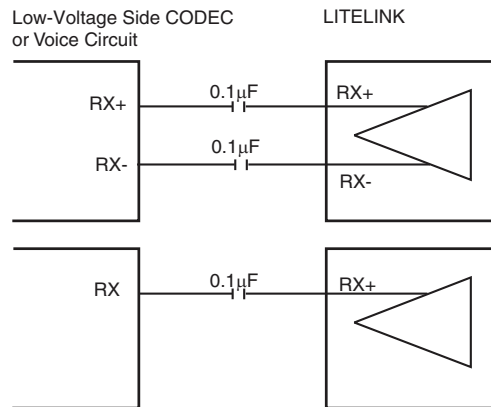 Low-Voltage Side CODEC
or Voice Circuit
LITELINK
RX+
0.1µF
RX+
RX-
0.1µF
RX-
RX
0.1µF
RX+